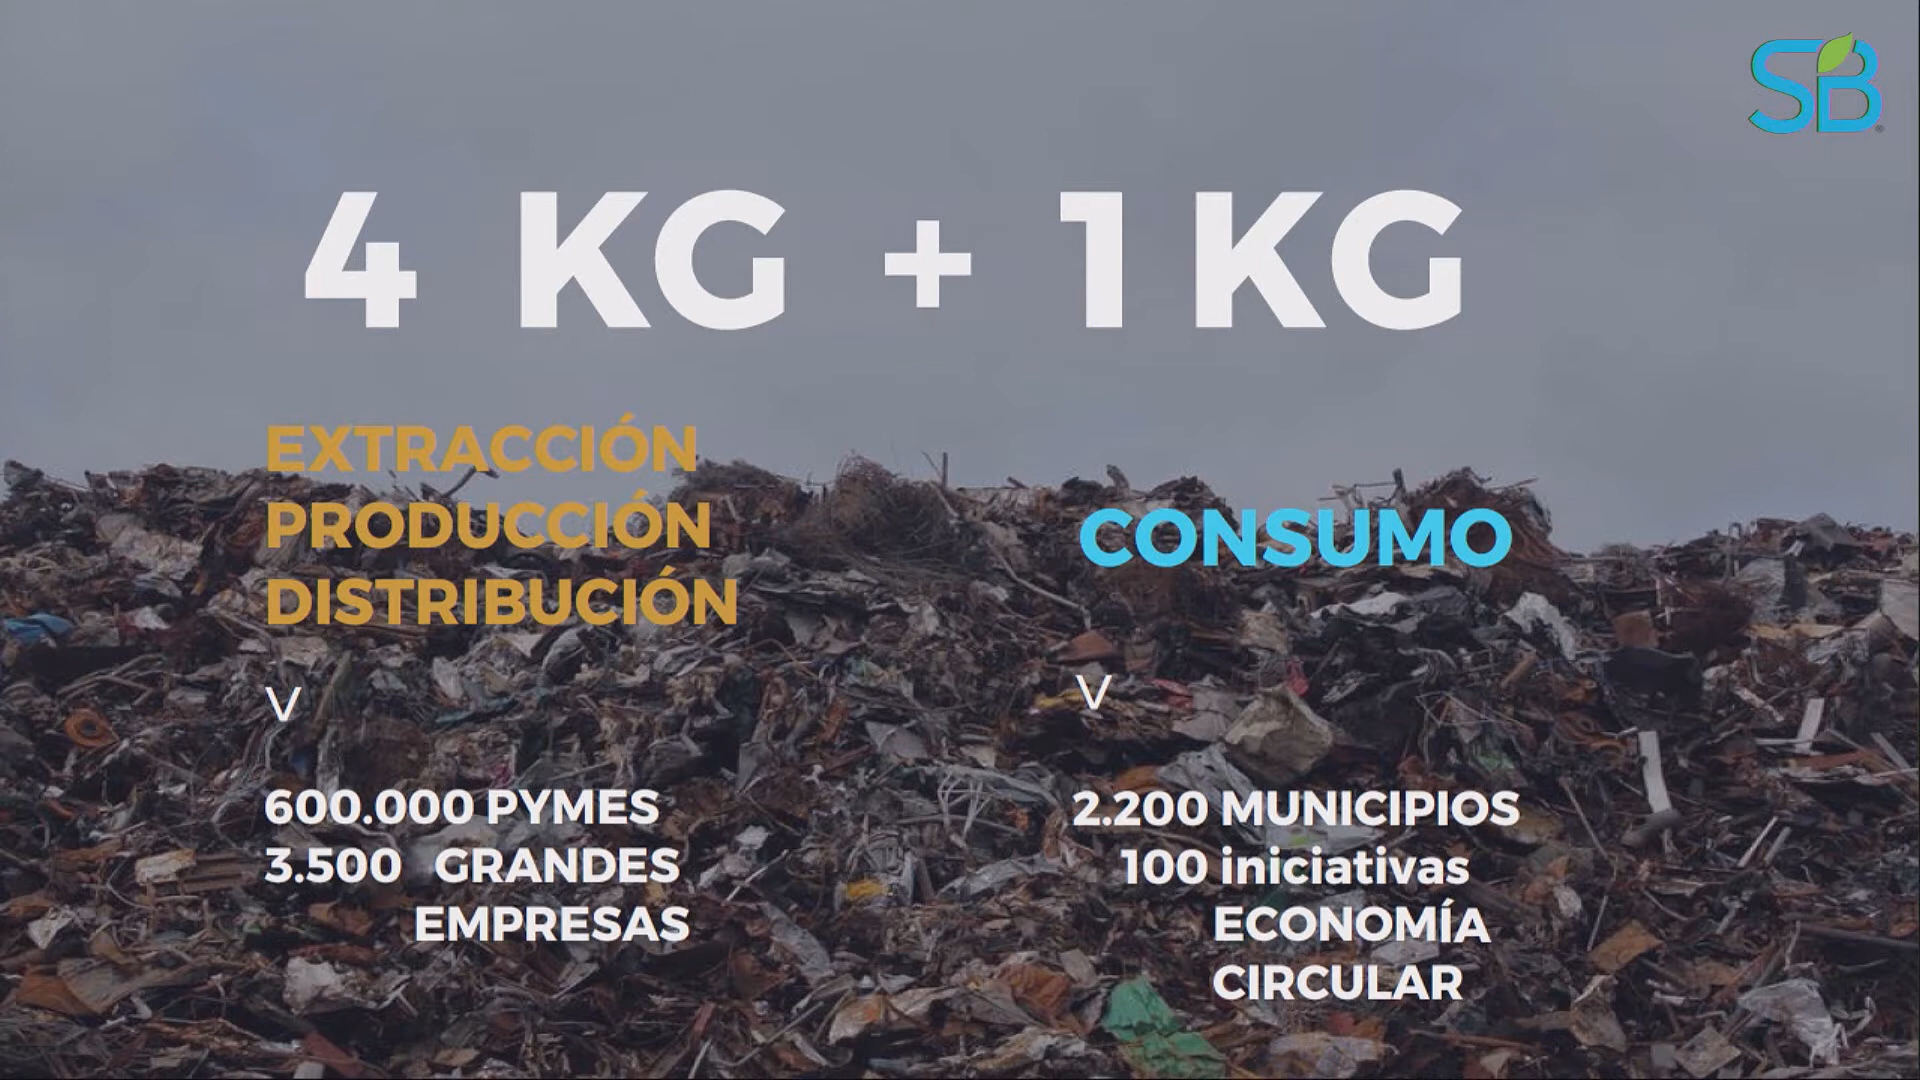 SB
4 KG + 1 KG
EXTRACCIÓN
PRODUCCIÓN
DISTRIBUCIÓN
V
600.000 PYMES
3.500 GRANDES
EMPRESAS
CONSUMO
V
2.200 MUNICIPIOS
100 iniciativas
ECONOMÍA
CIRCULAR